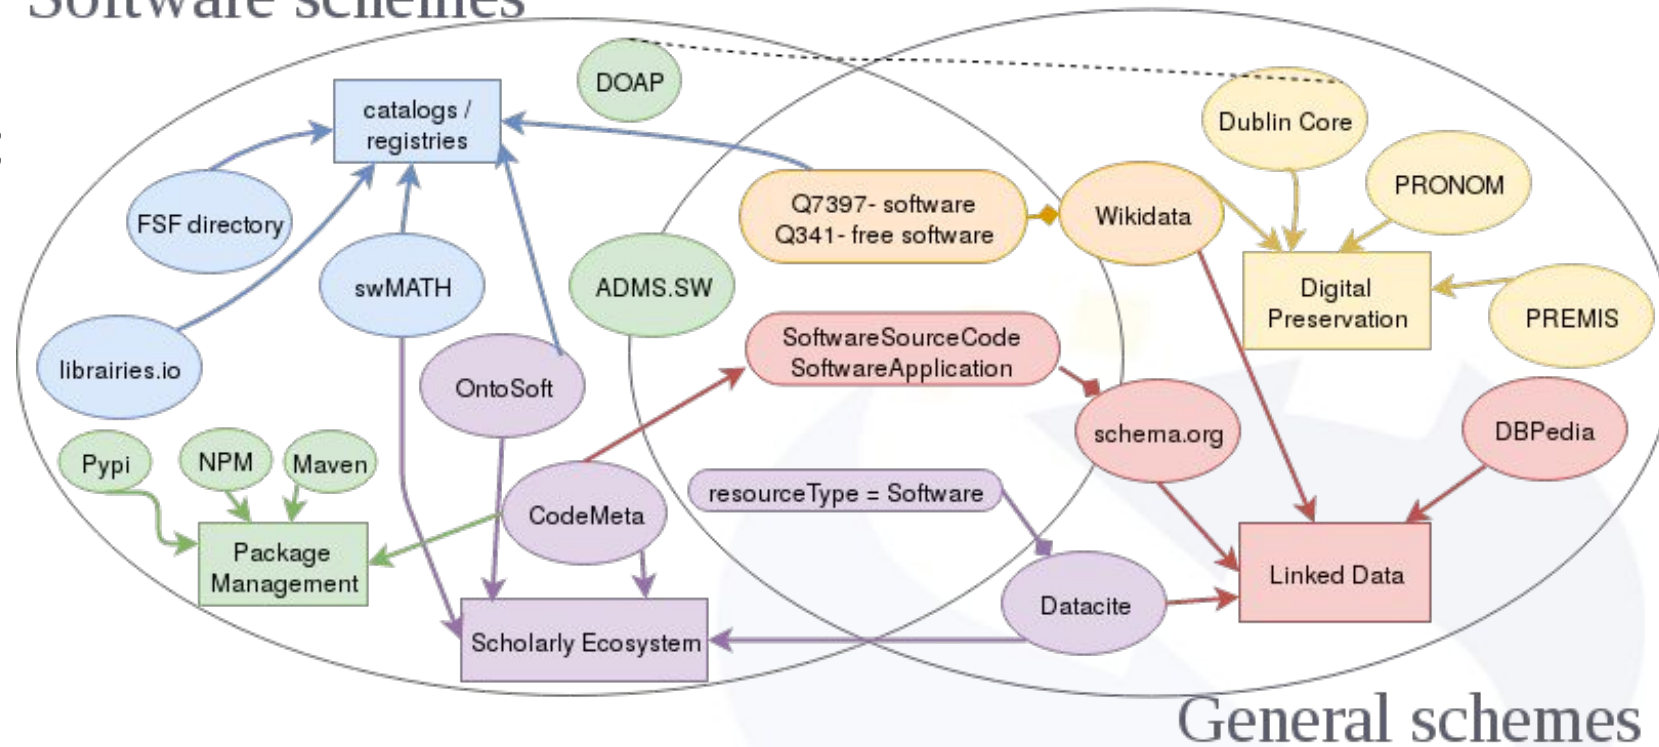 Software schemes
DOAP
catalogs /
registries
Dublin Core
PRONOM
FSF directory
Q7397- software
Q341- free software
Wikidata
swMATH
ADMS.SW
Digital
Preservation
PREMIS
librairies.io
OntoSoft
SoftwareSourceCode
SoftwareApplication
schema.org
DBPedia
Pypi
NPM
Maven
CodeMeta
resourceType = Software
Package
Management
Linked Data
Datacite
Scholarly Ecosystem
General schemes